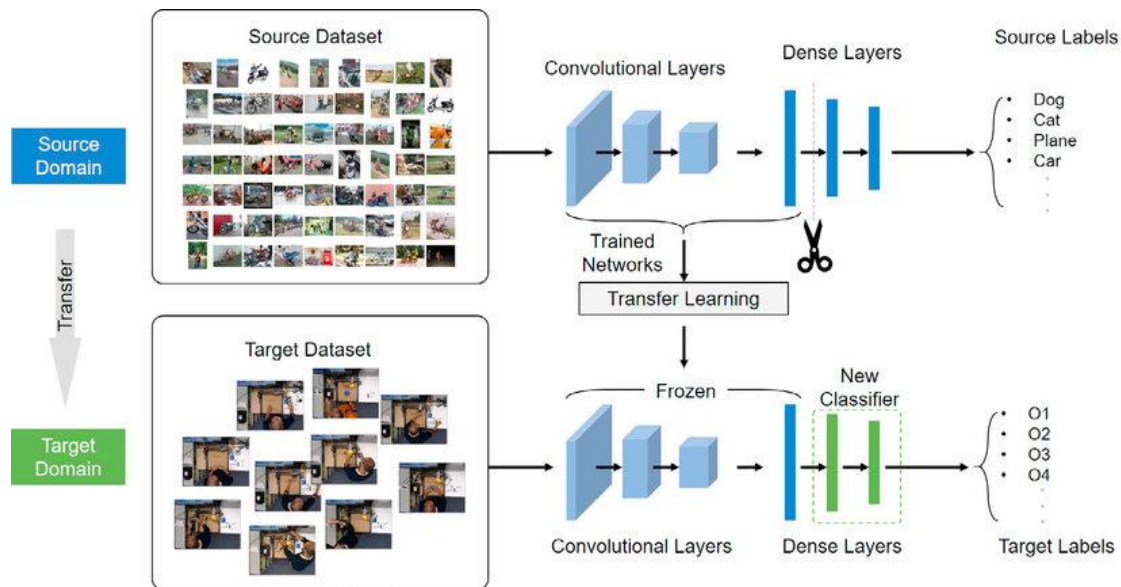 Source Dataset
Convolutional Layers
Dense Layers
Source Labels
Source
Domain
• Dog
• Cat
• Plane
• Car
Trained
Networks
Transfer Learning
Transfer
Target Dataset
Frozen
New
Classifier
Target
Domain
• O1
• O2
• O3
• O4
Convolutional Layers
Dense Layers
Target Labels